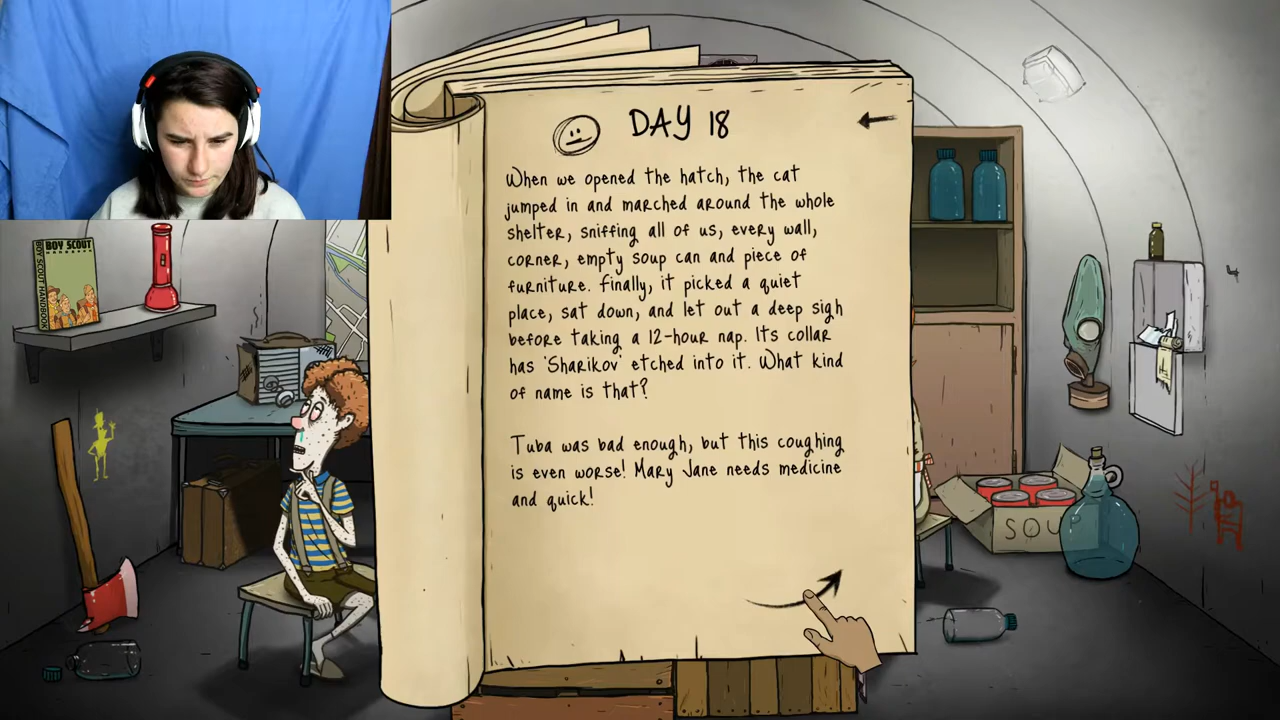 DAY 18
When we opened the hatch, the cat
jumped in and marched around the whole
shelter, sniffing all of us, every wall,
corner, empty soup can and piece of
furniture. Finally, it picked a quiet
place, sat down, and let out a deep sigh
before taking a 12-hour nap. Its collar
has 'Sharikov' etched into it. What kind
of name is that?
Tuba was bad enough, but this coughing
is even worse! Mary Jane needs medicine
and quick!
BOY SCOUT
BOY SCOUT HANDBOOK
SOUP